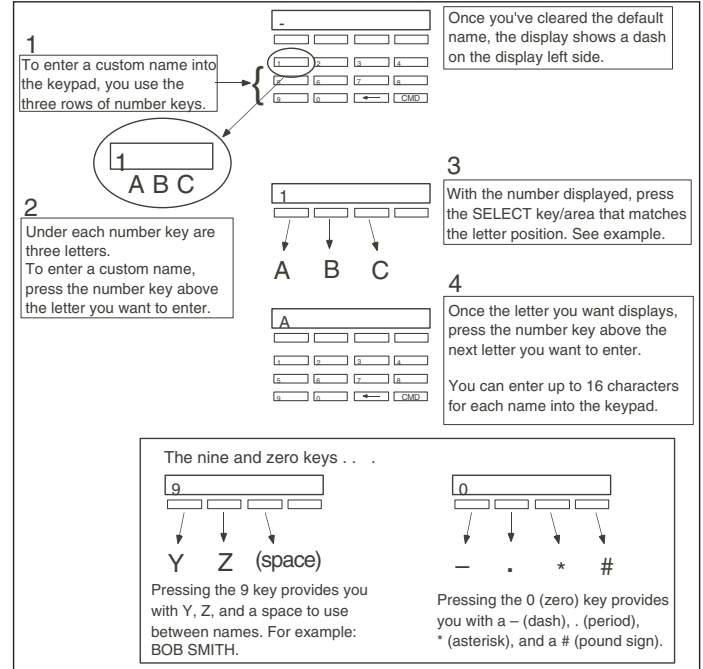 1
To enter a custom name into
the keypad, you use the
three rows of number keys.
-
1 2 3 4
5 6 7 8
9 0 CMD
Once you've cleared the default
name, the display shows a dash
on the display left side.
1
A B C
2
Under each number key are
three letters.
To enter a custom name,
press the number key above
the letter you want to enter.
1
A B C
3
With the number displayed, press
the SELECT key/area that matches
the letter position. See example.
A
1 2 3 4
5 6 7 8
9 0 CMD
4
Once the letter you want displays,
press the number key above the
next letter you want to enter.
You can enter up to 16 characters
for each name into the keypad.
The nine and zero keys . . .
9
Y Z (space)
Pressing the 9 key provides you
with Y, Z, and a space to use
between names. For example:
BOB SMITH.
0
– . * #
Pressing the 0 (zero) key provides
you with a – (dash), . (period),
* (asterisk), and a # (pound sign).